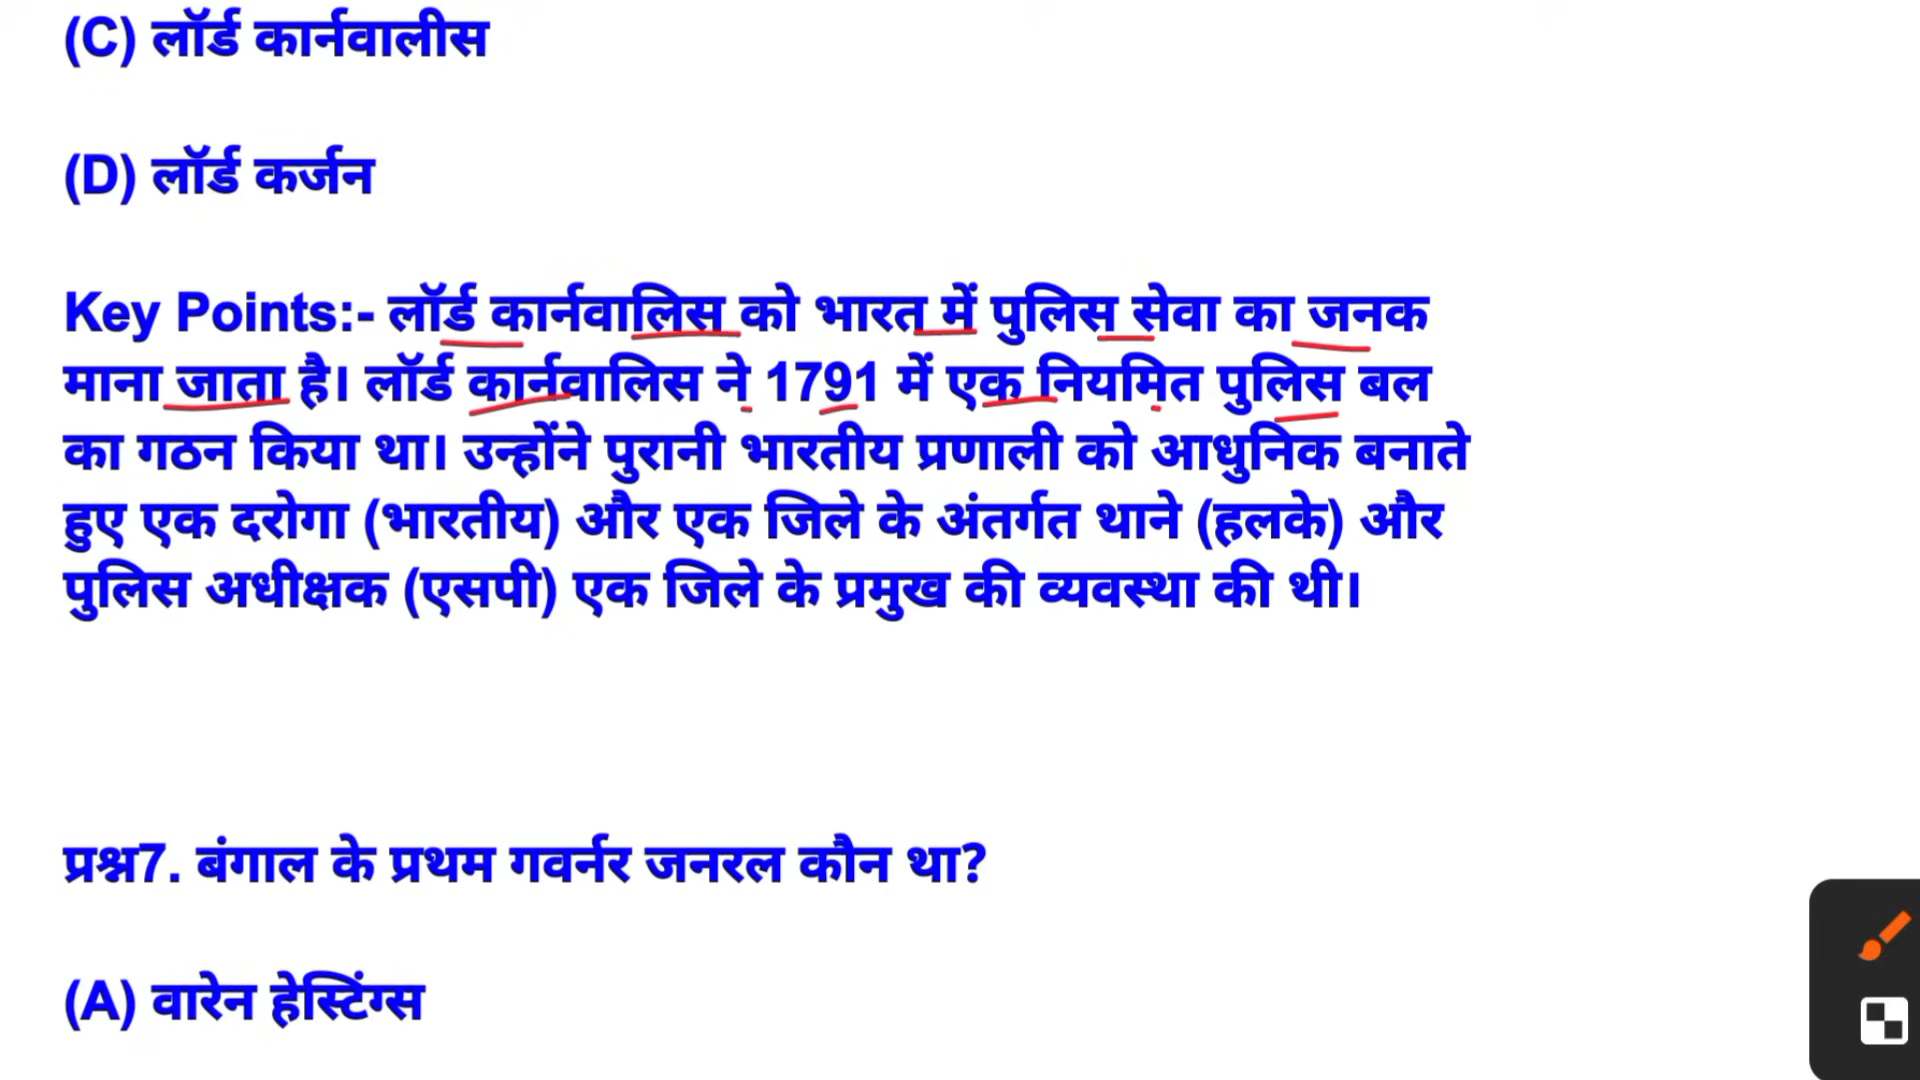 (C) लॉर्ड कार्नवालीस
(D) लॉर्ड कर्जन
Key Points:- लॉर्ड कार्नवालिस को भारत में पुलिस सेवा का जनक
माना जाता है। लॉर्ड कार्नवालिस ने 1791 में एक नियमित पुलिस बल
का गठन किया था। उन्होंने पुरानी भारतीय प्रणाली को आधुनिक बनाते
हुए एक दरोगा (भारतीय) और एक जिले के अंतर्गत थाने (हलके) और
पुलिस अधीक्षक (एसपी) एक जिले के प्रमुख की व्यवस्था की थी।
प्रश्न7. बंगाल के प्रथम गवर्नर जनरल कौन था?
(A) वारेन हेस्टिंग्स